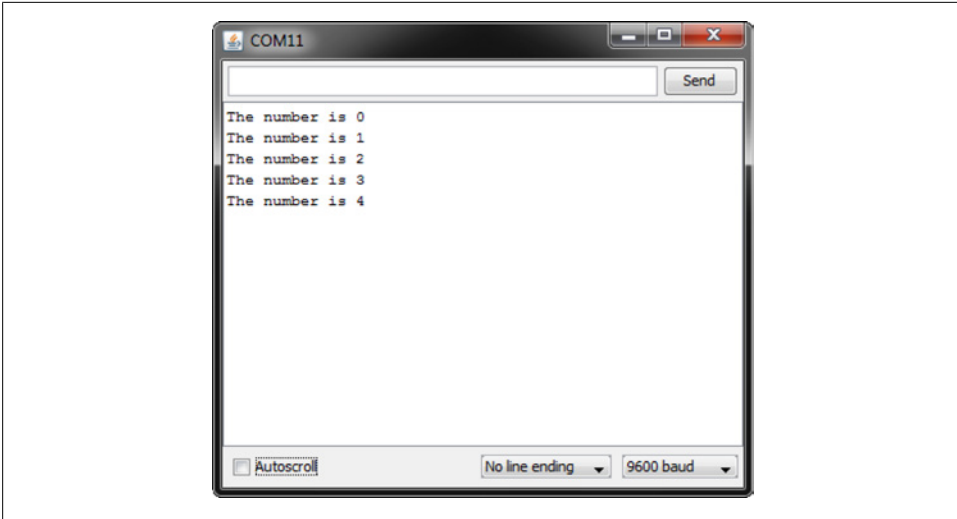 COM11
Send
The number is 0
The number is 1
The number is 2
The number is 3
The number is 4
Autoscroll
No line ending
9600 baud